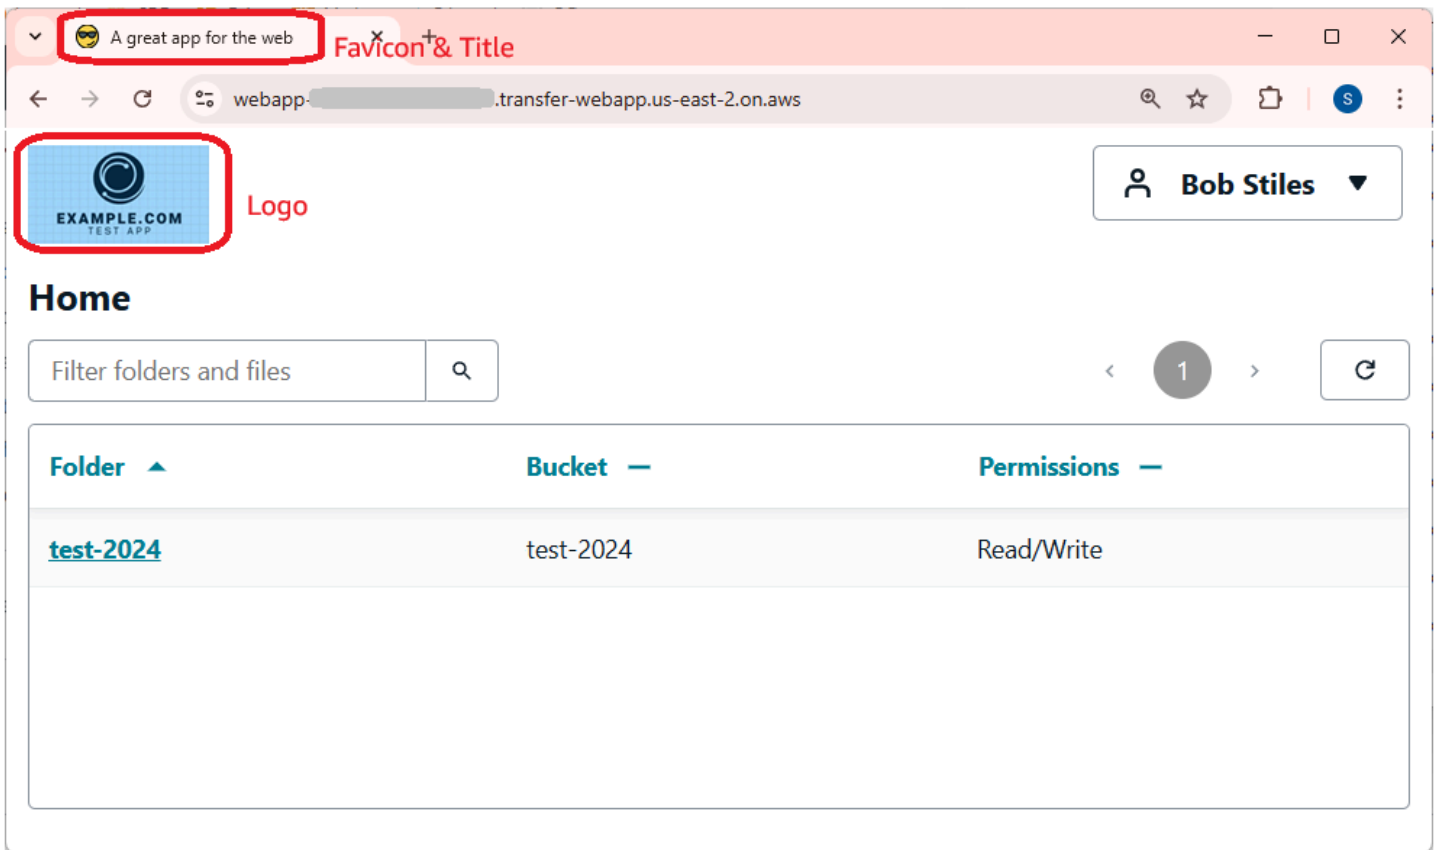 A great app for the web
Favicon & Title
webapp- .transfer-webapp.us-east-2.on.aws
S
EXAMPLE.COM
TEST APP
Logo
Bob Stiles
Home
Filter folders and files
1
Folder Bucket Permissions
test-2024 test-2024 Read/Write